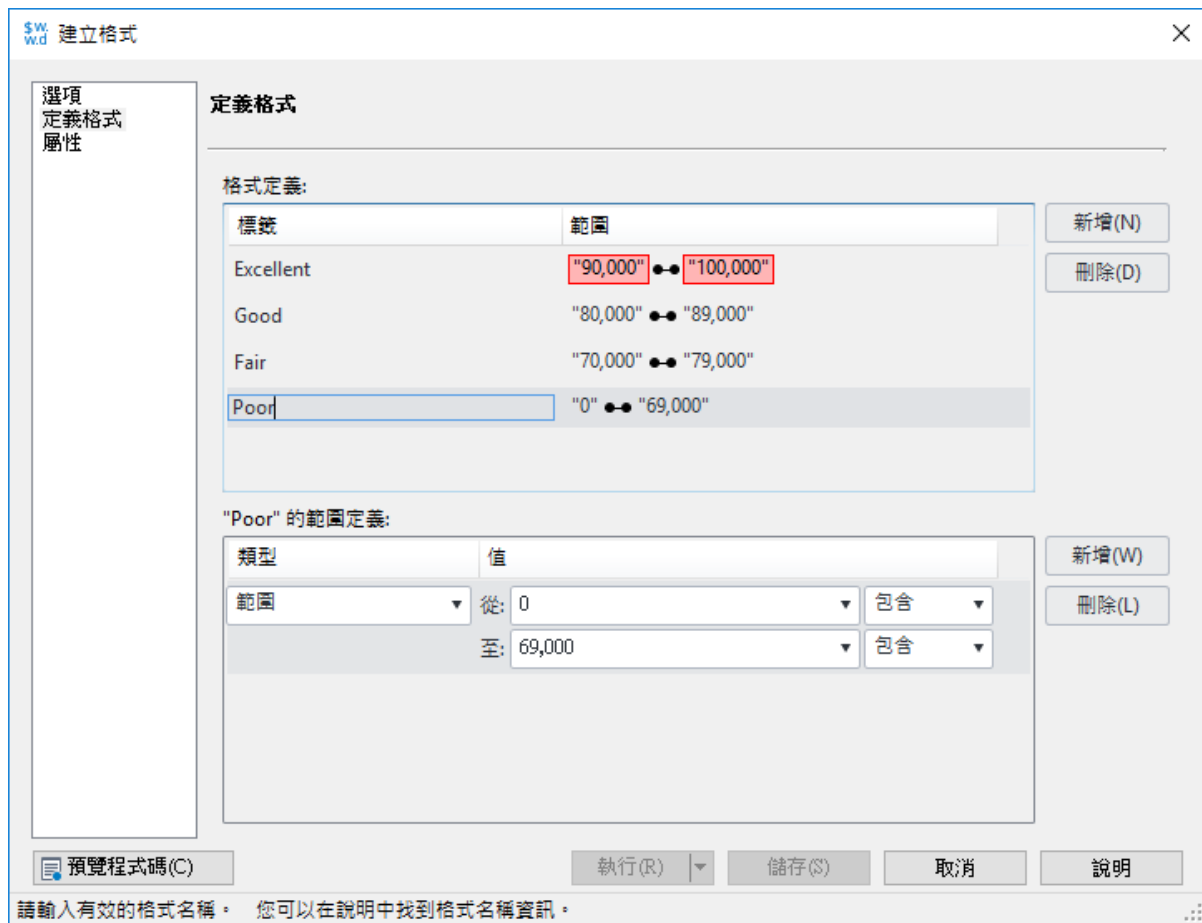 $w. w.d 建立格式
選項
定義格式
屬性
定義格式
格式定義:
標籤 範圍
Excellent "90,000" "100,000"
Good "80,000" "89,000"
Fair "70,000" "79,000"
Poor "0" "69,000"
新增(N)
刪除(D)
"Poor" 的範圍定義:
類型 值
範圍 從: 0 包含
至: 69,000 包含
新增(W)
刪除(L)
預覽程式碼(C) 執行(R) 儲存(S) 取消 說明
請輸入有效的格式名稱。 您可以在說明中找到格式名稱資訊。